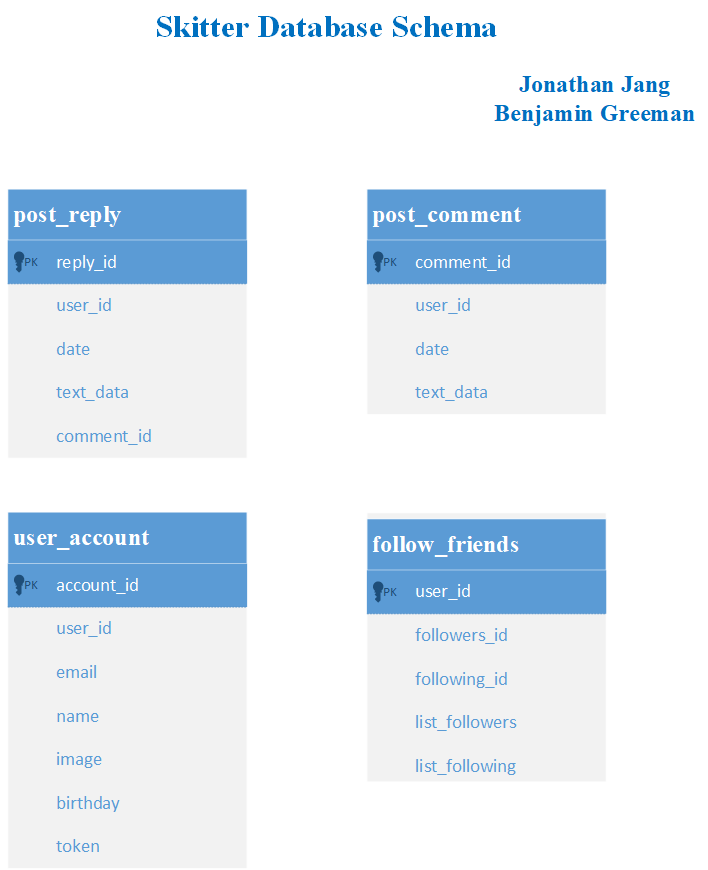 Skitter Database Schema
Jonathan Jang
Benjamin Greeman
post_reply
PK reply_id
user_id
date
text_data
comment_id
post_comment
PK comment_id
user_id
date
text_data
user_account
PK account_id
user_id
email
name
image
birthday
token
follow_friends
PK user_id
followers_id
following_id
list_followers
list_following